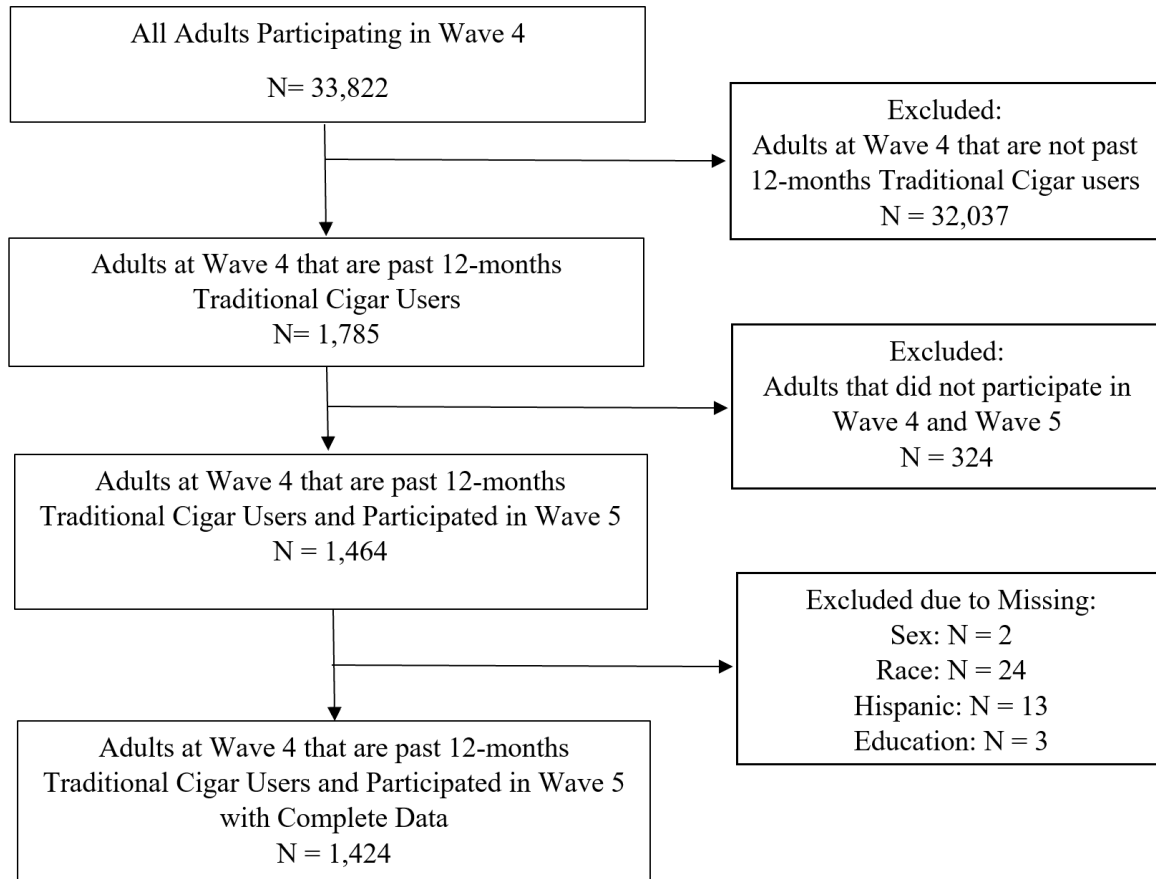 All Adults Participating in Wave 4
N= 33,822
Excluded:
Adults at Wave 4 that are not past
12-months Traditional Cigar users
N = 32,037
Adults at Wave 4 that are past 12-months
Traditional Cigar Users
N= 1,785
Excluded:
Adults that did not participate in
Wave 4 and Wave 5
N = 324
Adults at Wave 4 that are past 12-months
Traditional Cigar Users and Participated in Wave 5
N = 1,464
Excluded due to Missing:
Sex: N = 2
Race: N = 24
Hispanic: N = 13
Education: N = 3
Adults at Wave 4 that are past 12-months
Traditional Cigar Users and Participated in Wave 5
with Complete Data
N = 1,424